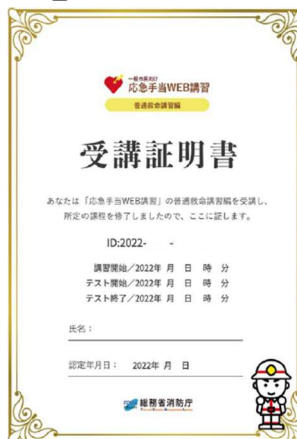 一般市民向け
応急手当WEB講習
普通救命講習編
受講証明書
あなたは「応急手当WEB講習」の普通救命講習編を受講し、
所定の課程を修了しましたので、ここに証します。
ID:2022- -
講習開始／2022年 月 日 時 分
テスト開始／2022年 月 日 時 分
テスト終了／2022年 月 日 時 分
氏名：
認定年月日： 2022年 月 日
総務省消防庁